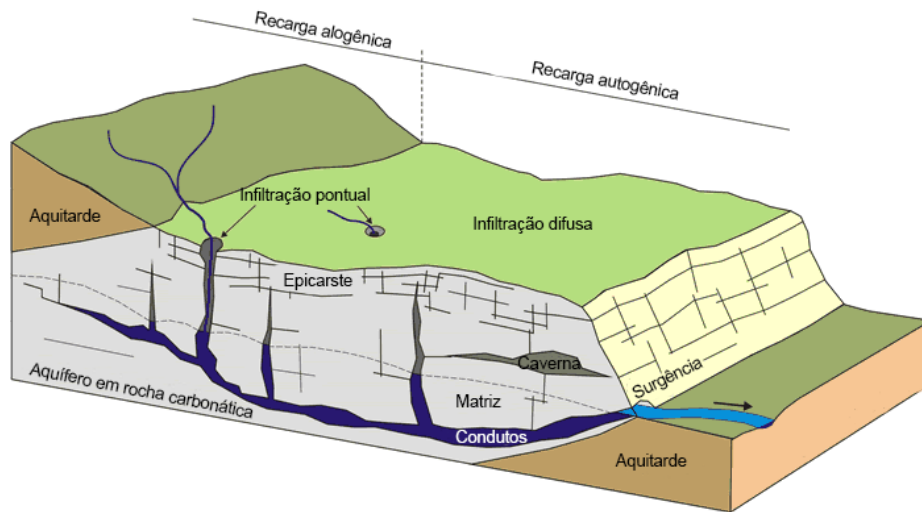 Recarga alogênica
Recarga autogênica
Infiltração pontual
Aquitarde
Infiltração difusa
Epicarste
Caverna
Surgência
Aquífero em rocha carbonática
Matriz
Condutos
Aquitarde